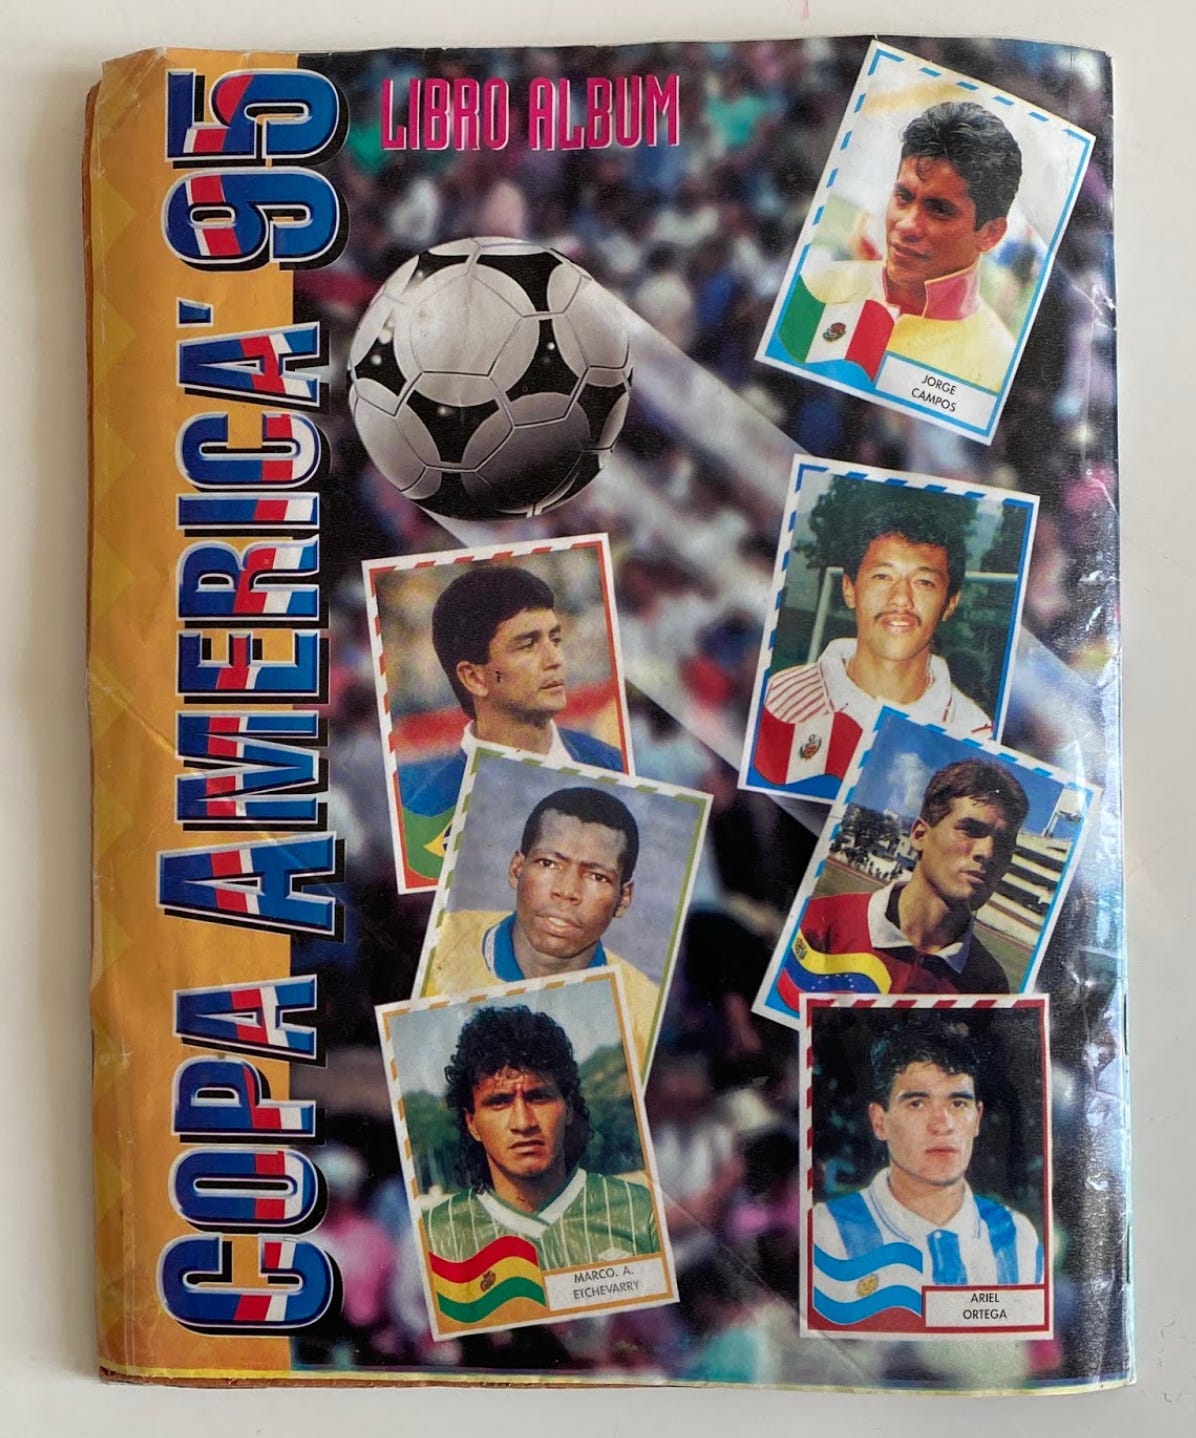 COPA AMERICA' 95
LIBRO ALBUM
JORGE
CAMPOS
MARCO. A.
ETCHEVARRY
ARIEL
ORTEGA